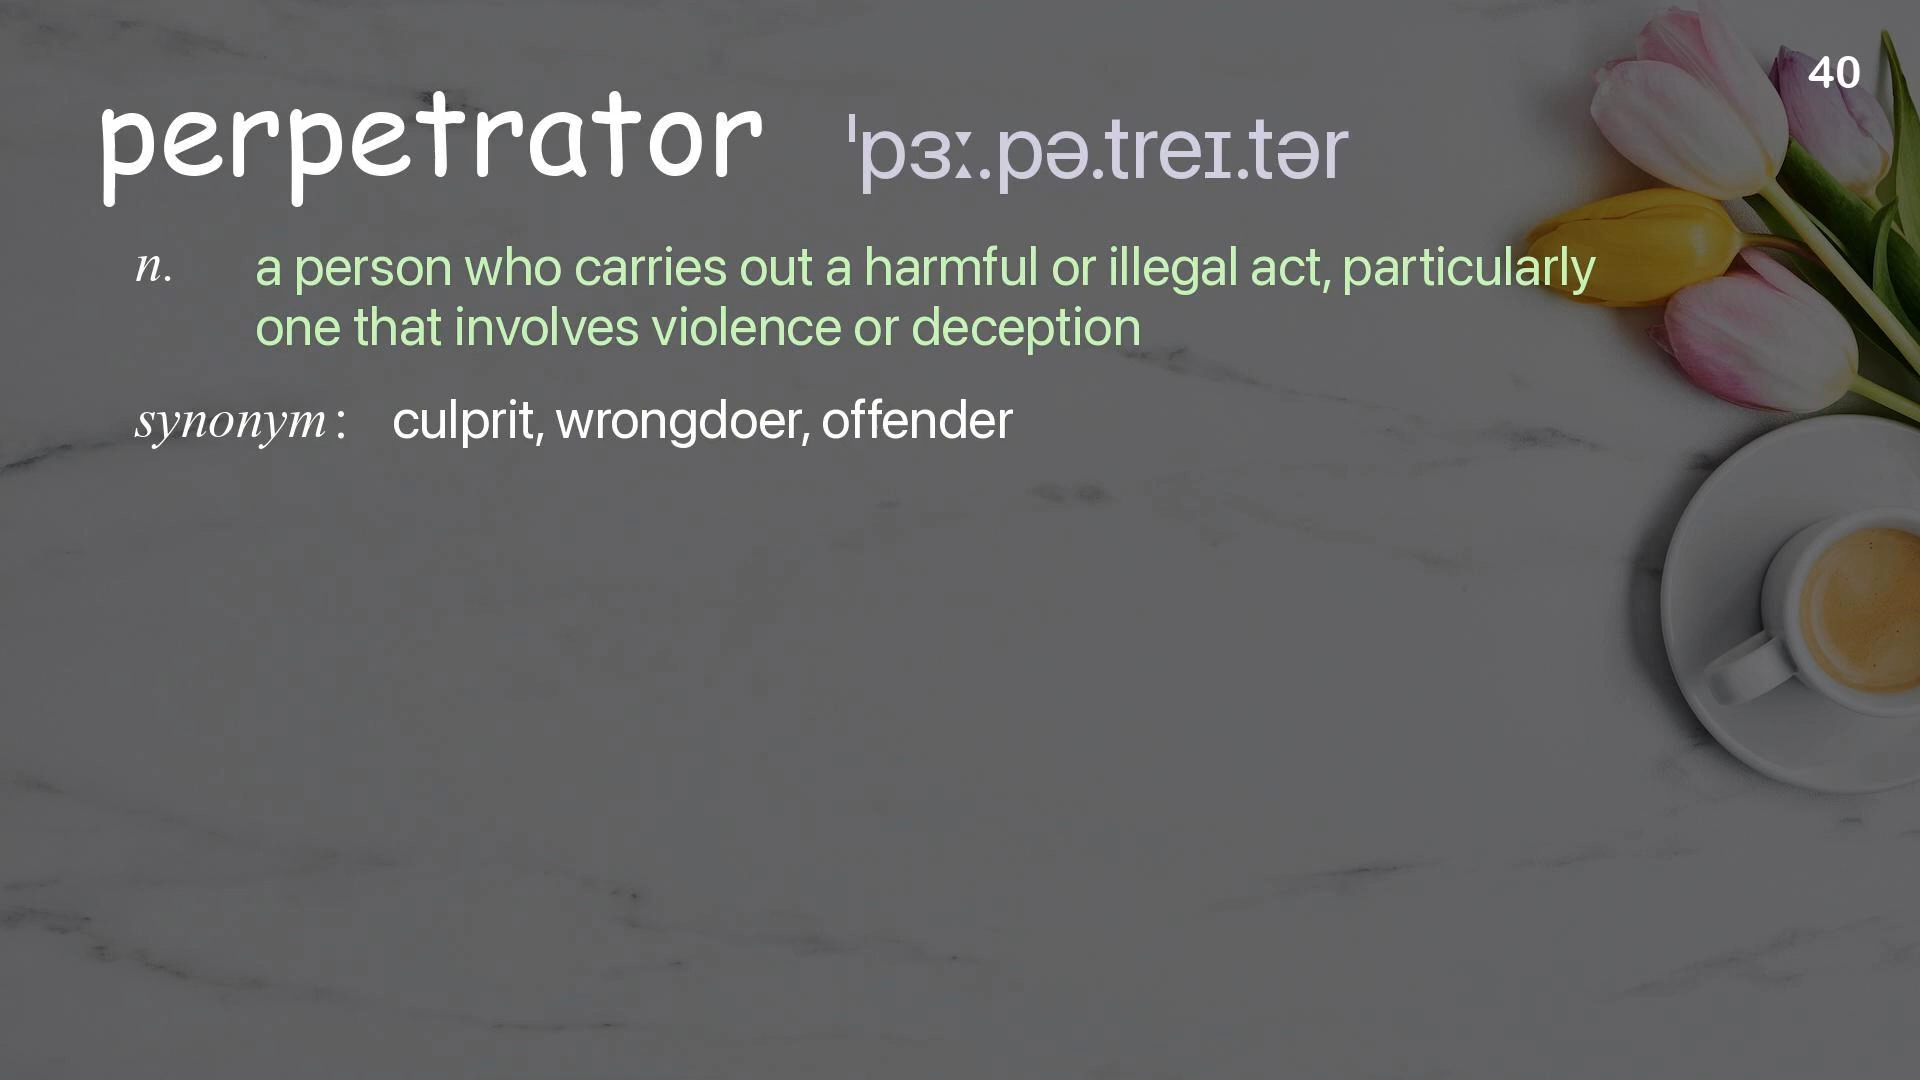 40
perpetrator ˈpɜː.pə.treɪ.tər
n. a person who carries out a harmful or illegal act, particularly
one that involves violence or deception
synonym: culprit, wrongdoer, offender